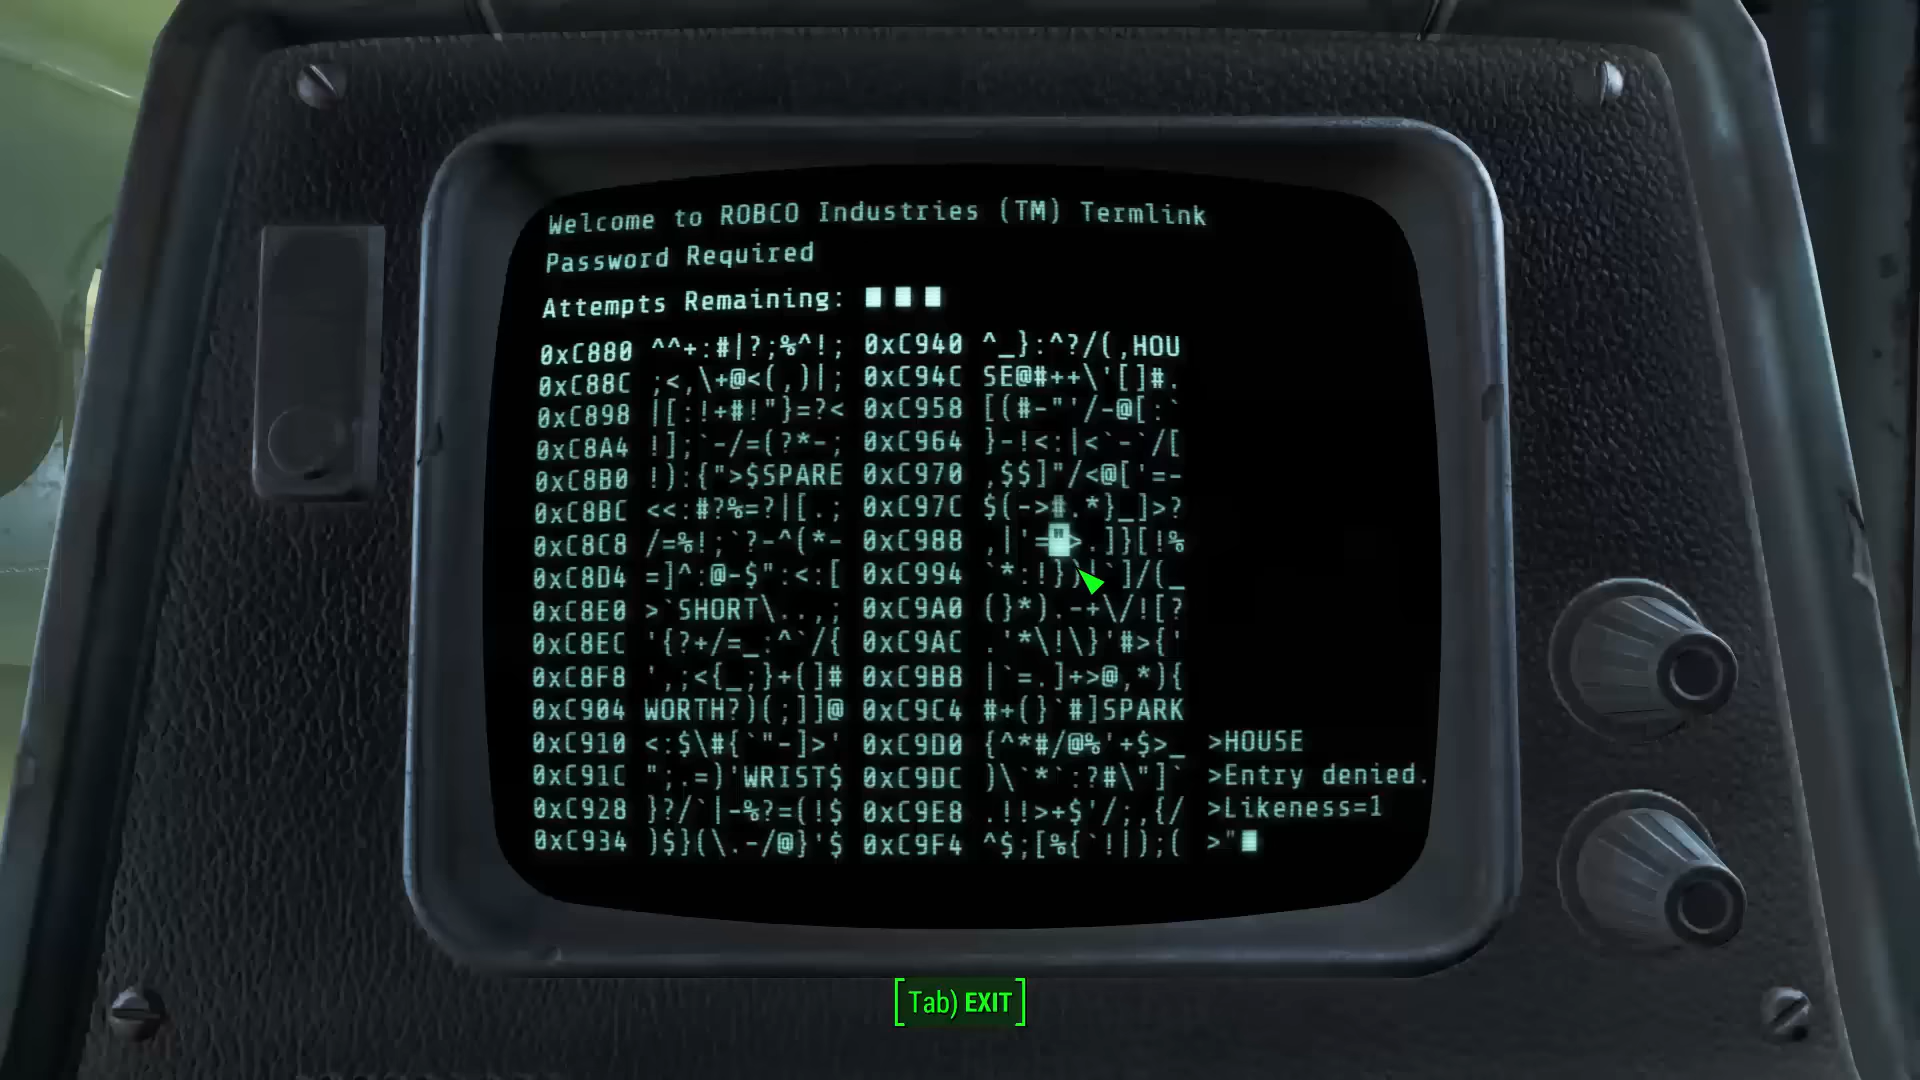 Welcome to ROBCO Industries (TM) Termlink
Password Required
Attempts Remaining: ■ ■ ■
0xC880 ^^+:#|?;%^!; 0xC940 ^_}:^?/(,HOU
0xC88C ;<,\+@<(,)|; 0xC94C SE@#++\'[]#.
0xC898 |[:!+#!"}=?< 0xC958 [(#-"'/-@[:`
0xC8A4 !];`-/=(?*-; 0xC964 }-!<:|<`-`/[
0xC8B0 !):{">$SPARE 0xC970 ,$$]"/<@['=-
0xC8BC <<:#?%=?|[.; 0xC97C $(->#.*}_]>?
0xC8C8 /=%!;`?-^(*- 0xC988 ,|'=">.]}[!%
0xC8D4 =]^:@-$":<:[ 0xC994 `*:!})|`]/(_
0xC8E0 >`SHORT\..,; 0xC9A0 (}*).-+\/![?
0xC8EC '{?+/=_:^`/{ 0xC9AC .'*\!\}'#>{'
0xC8F8 ',;<{_;}+(]# 0xC9B8 |`=.]+>@,*){
0xC904 WORTH?)(;]]@ 0xC9C4 #+(}`#]SPARK
0xC910 <:$\#{`"-]>' 0xC9D0 {^*#/@%'+$>_ >HOUSE
0xC91C ";.=)'WRIST$ 0xC9DC )\`*`:?#\"]` >Entry denied.
0xC928 }?/`|-%?=(!$ 0xC9E8 .!!>+$'/;,{/ >Likeness=1
0xC934 )$}(\.-/@}'$ 0xC9F4 ^$;[%{`!|);( >"■
[Tab) EXIT]